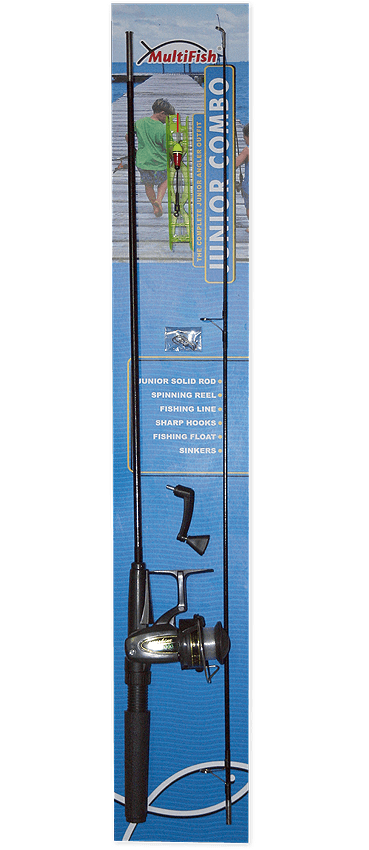 MultiFish
JUNIOR COMBO
THE COMPLETE JUNIOR ANGLER OUTFIT
JUNIOR SOLID ROD
SPINNING REEL
FISHING LINE
SHARP HOOKS
FISHING FLOAT
SINKERS